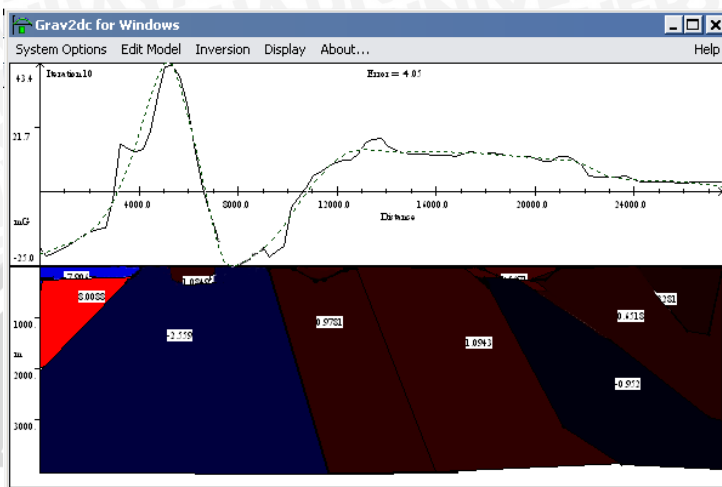 Grav2dc for Windows
System Options Edit Model Inversion Display About... Help
43.4 Iteration 10 Error = 4.05
21.7
4000.0 8000.0 12000.0 16000.0 20000.0 24000.0
Distance
mG
-25.0
8.0088
1000.
0.6518
0.9781
-2.559
m
1.0943
2000.
-0.952
3000.